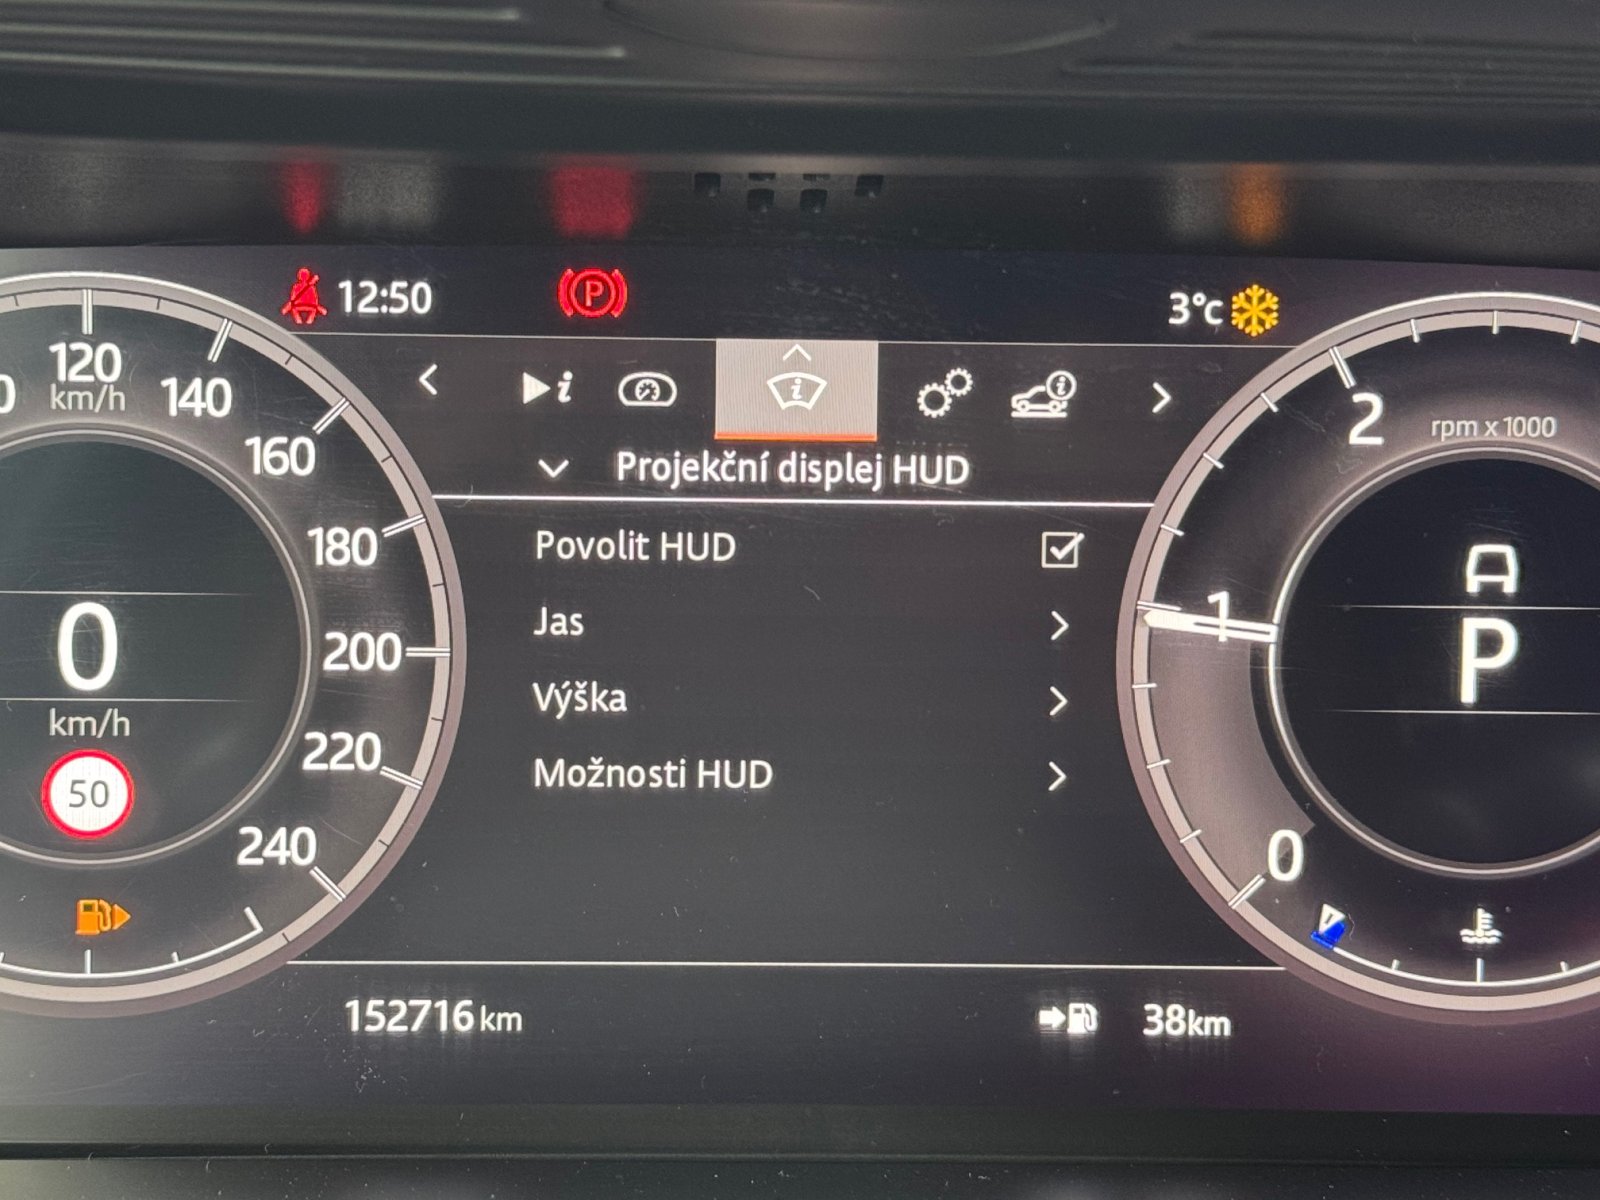 12:50
P
3°C
i
i
i
120
km/h
140
160
180
200
220
240
Projekční displej HUD
Povolit HUD
Jas
Výška
Možnosti HUD
0
km/h
50
2
rpm x 1000
1
0
P
152716 km
38km